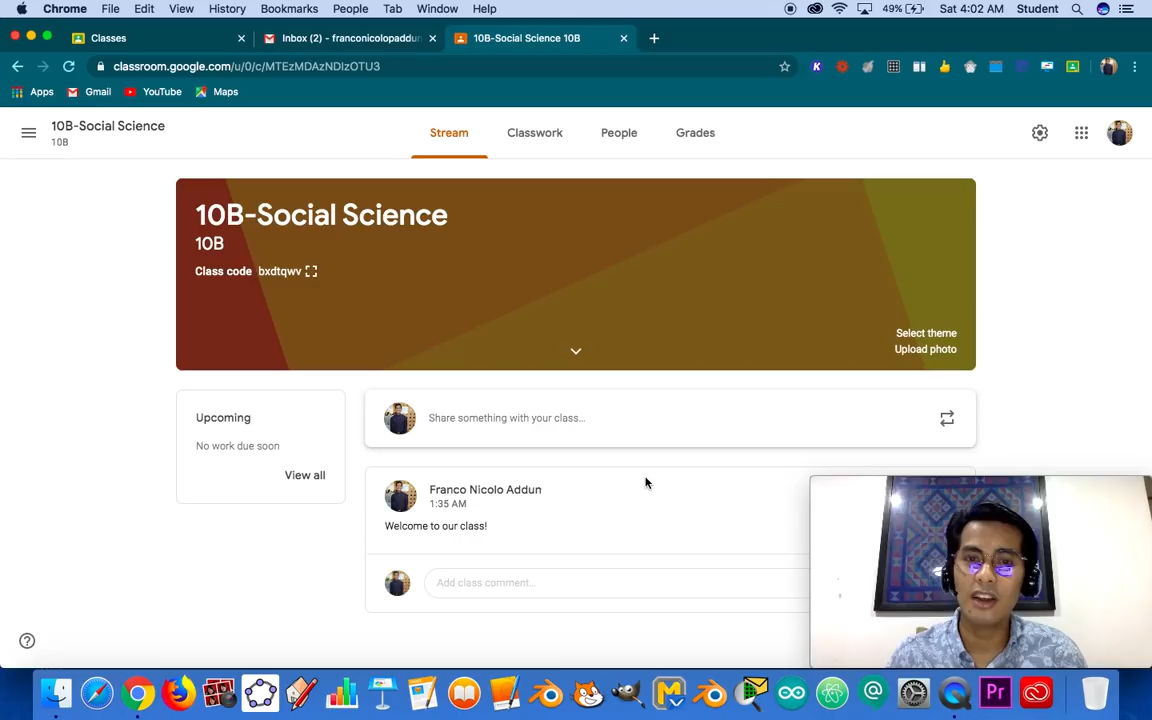 Chrome File Edit View History Bookmarks People Tab Window Help 49% Sat 4:02 AM Student
Classes Inbox (2) - franconicolopaddun 10B-Social Science 10B
classroom.google.com/u/0/c/MTEzMDAzNDIzOTU3
Apps Gmail YouTube Maps
10B-Social Science
10B
Stream Classwork People Grades
10B-Social Science
10B
Class code bxdtqwv
Select theme
Upload photo
Upcoming
No work due soon
View all
Share something with your class...
Franco Nicolo Addun
1:35 AM
Welcome to our class!
Add class comment...